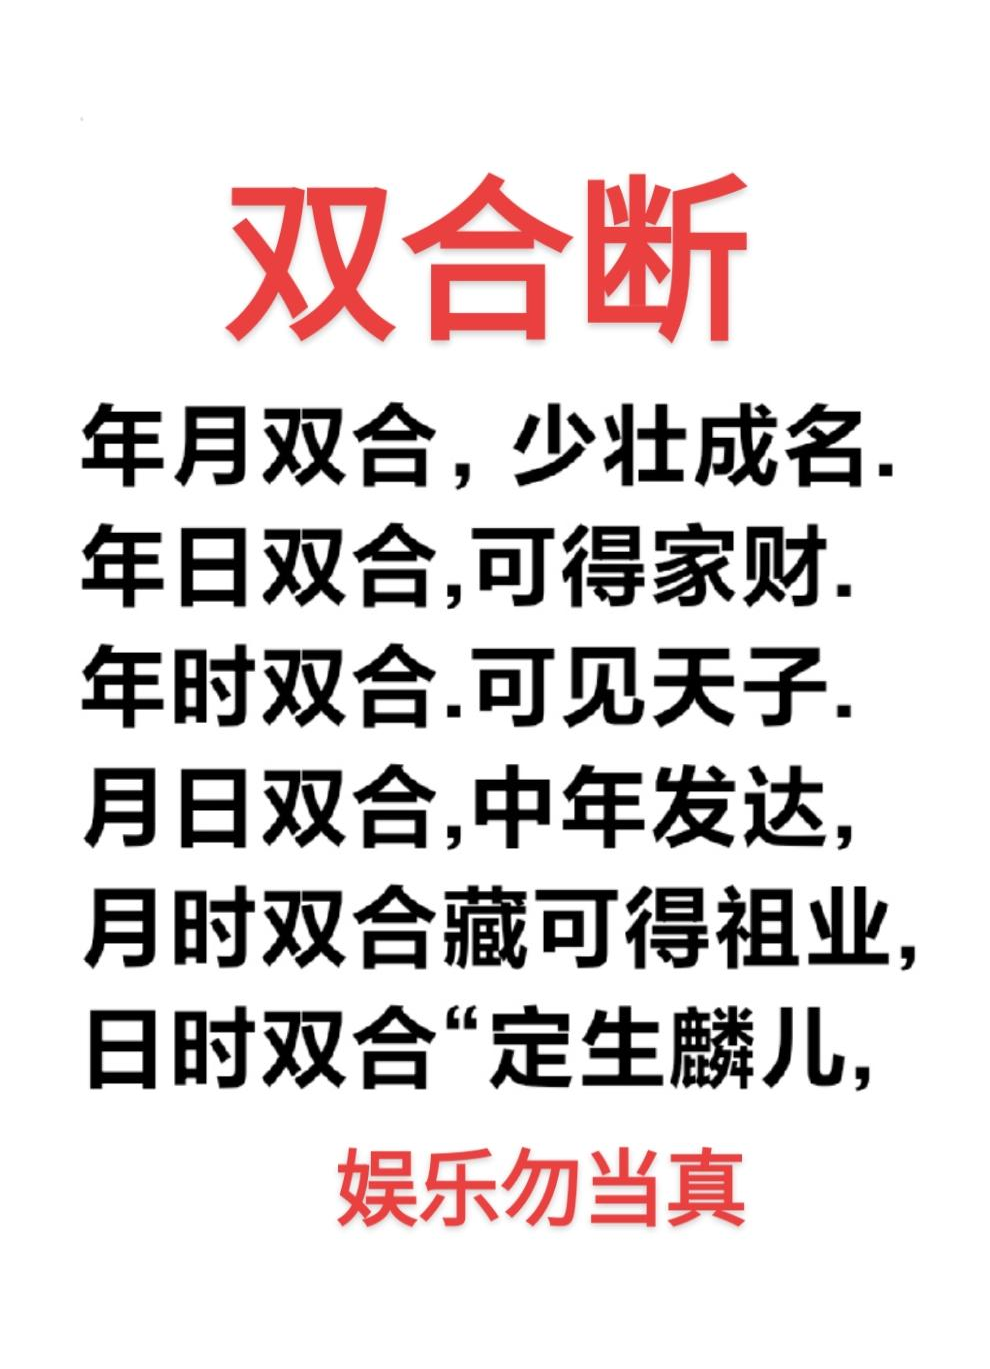 双合断
年月双合，少壮成名.
年日双合,可得家财.
年时双合.可见天子.
月日双合,中年发达,
月时双合藏可得祖业,
日时双合“定生麟儿,
娱乐勿当真